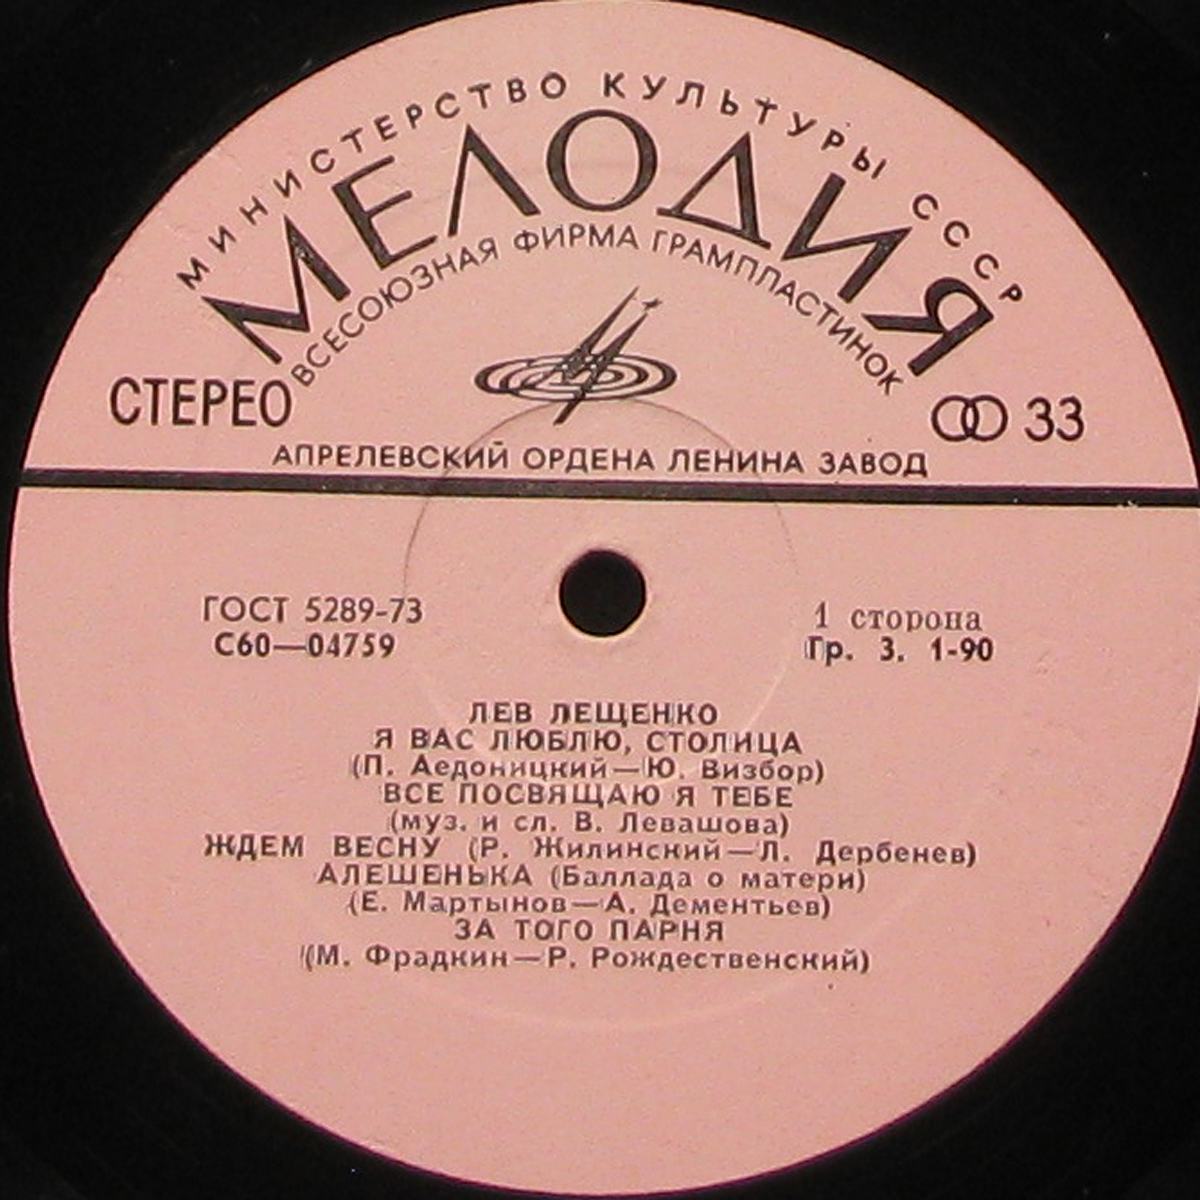 МИНИСТЕРСТВО КУЛЬТУРЫ СССР
МЕЛОДИЯ
ВСЕСОЮЗНАЯ ФИРМА ГРАМПЛАСТИНОК
СТЕРЕО
33
АПРЕЛЕВСКИЙ ОРДЕНА ЛЕНИНА ЗАВОД
ГОСТ 5289-73
С60—04759
1 сторона
Гр. 3. 1-90
ЛЕВ ЛЕЩЕНКО
Я ВАС ЛЮБЛЮ, СТОЛИЦА
(П. Аедоницкий—Ю. Визбор)
ВСЕ ПОСВЯЩАЮ Я ТЕБЕ
(муз. и сл. В. Левашова)
ЖДЕМ ВЕСНУ (Р. Жилинский—Л. Дербенев)
АЛЕШЕНЬКА (Баллада о матери)
(Е. Мартынов—А. Дементьев)
ЗА ТОГО ПАРНЯ
(М. Фрадкин—Р. Рождественский)